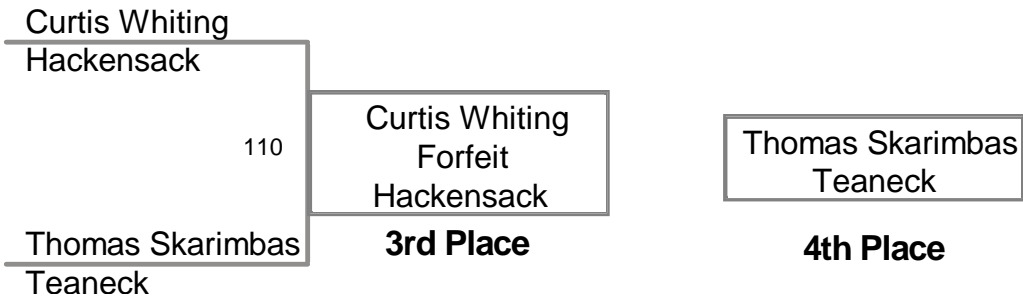 Curtis Whiting
Hackensack
110
Curtis Whiting
Forfeit
Hackensack
Thomas Skarimbas
Teaneck
3rd Place
Thomas Skarimbas
Teaneck
4th Place